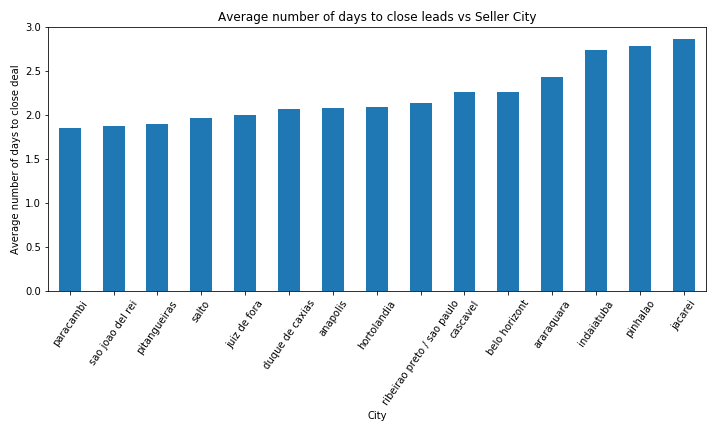 Average number of days to close leads vs Seller City
Average number of days to close deal
3.0
2.5
2.0
1.5
1.0
0.5
0.0
paracambi
sao joao del rei
pitangueiras
salto
juiz de fora
duque de caxias
anapolis
hortolandia
ribeirao preto / sao paulo
cascavel
belo horizont
araraquara
indaiatuba
pinhalao
jacarei
City